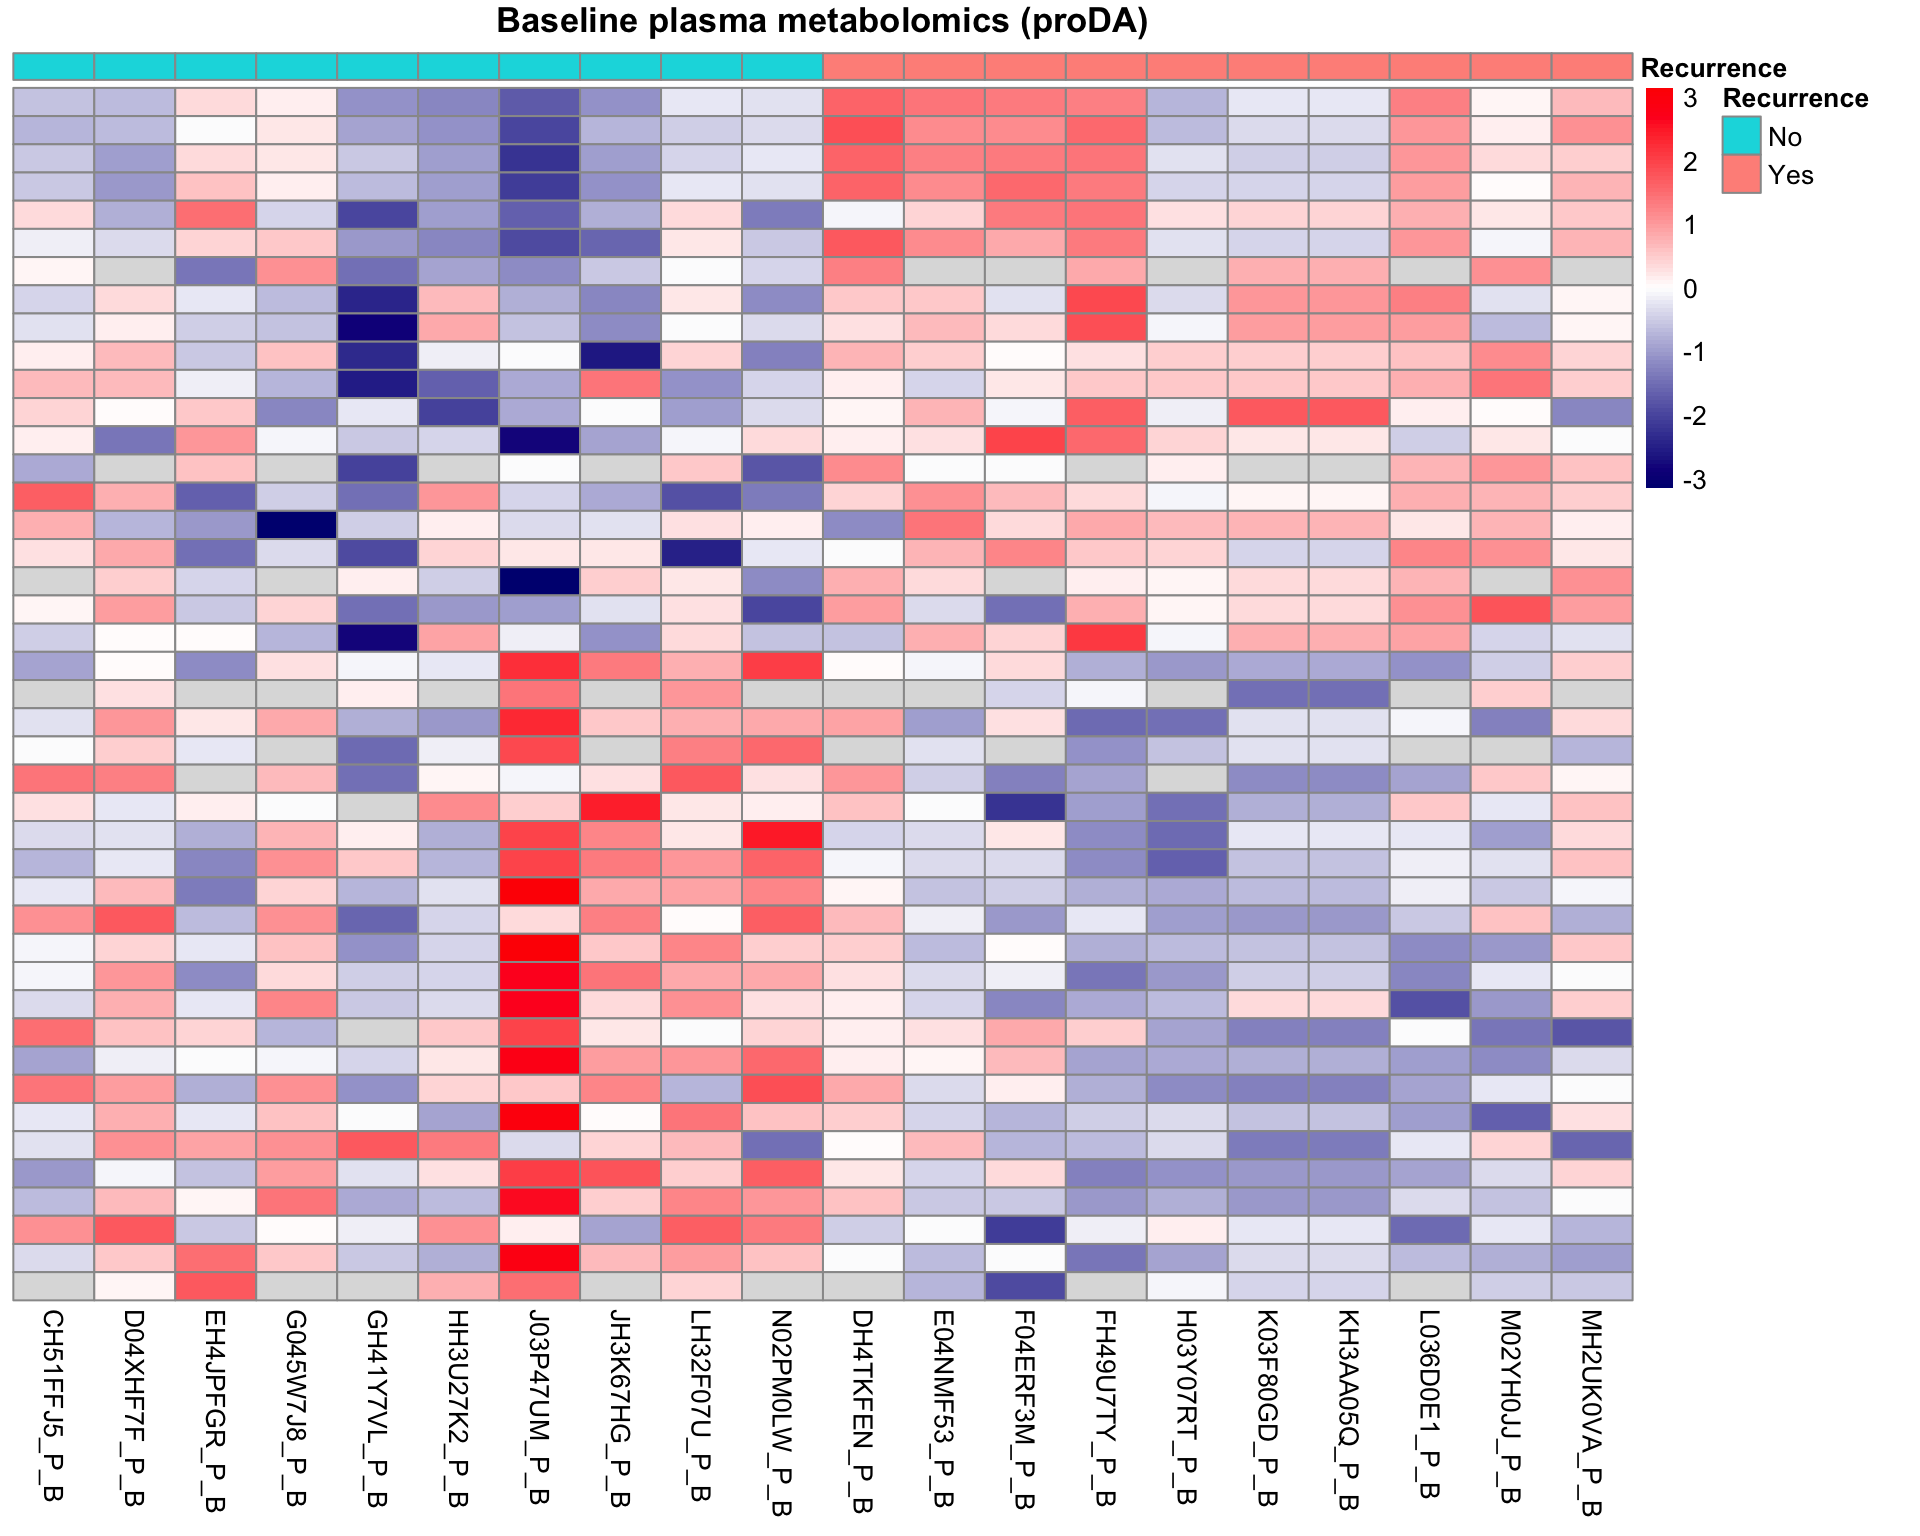 Baseline plasma metabolomics (proDA)
Recurrence
3
2
1
0
-1
-2
-3
Recurrence
No
Yes
CH51FFJ5_P_B
D04XHF7F_P_B
EH4JPFGR_P_B
G045W7J8_P_B
GH41Y7VL_P_B
HH3U27K2_P_B
J03P47UM_P_B
JH3K67HG_P_B
LH32F07U_P_B
N02PM0LW_P_B
DH4TKFEN_P_B
E04NMF53_P_B
F04ERF3M_P_B
FH49U7TY_P_B
H03Y07RT_P_B
K03F80GD_P_B
KH3AA05Q_P_B
L036D0E1_P_B
M02YH0JJ_P_B
MH2UK0VA_P_B